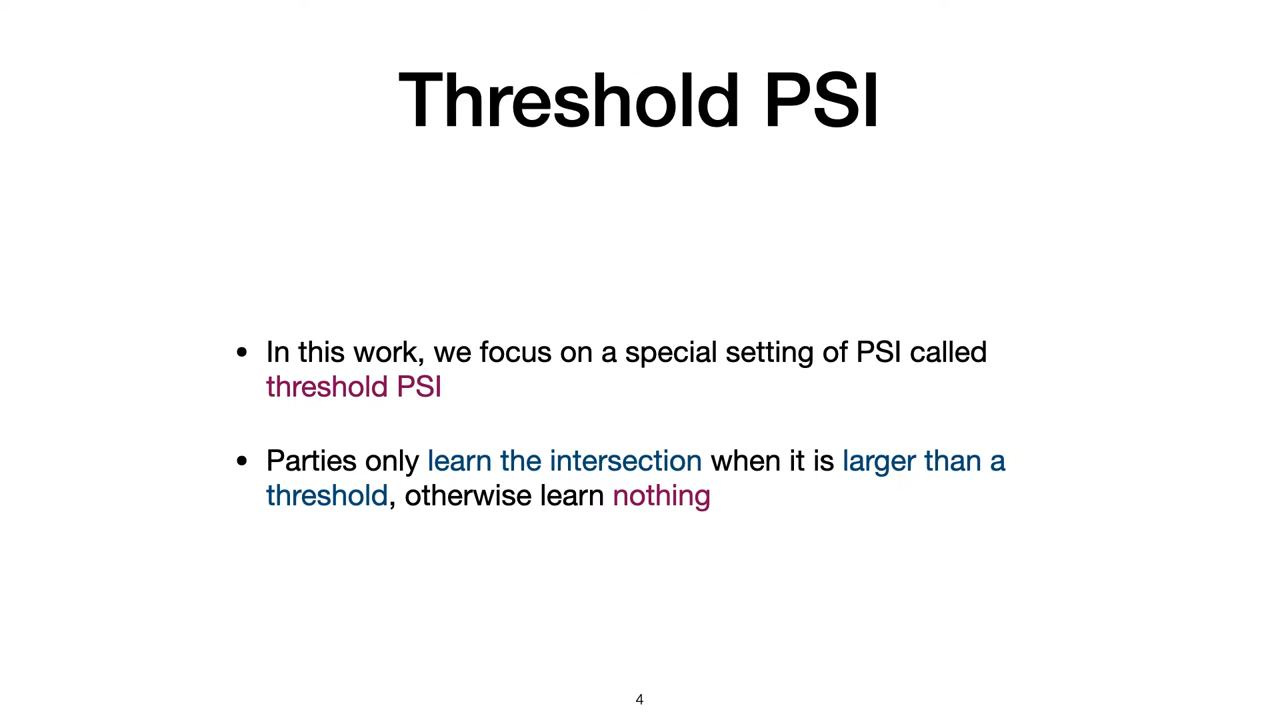 Threshold PSI
• In this work, we focus on a special setting of PSI called
threshold PSI
• Parties only learn the intersection when it is larger than a
threshold, otherwise learn nothing
4